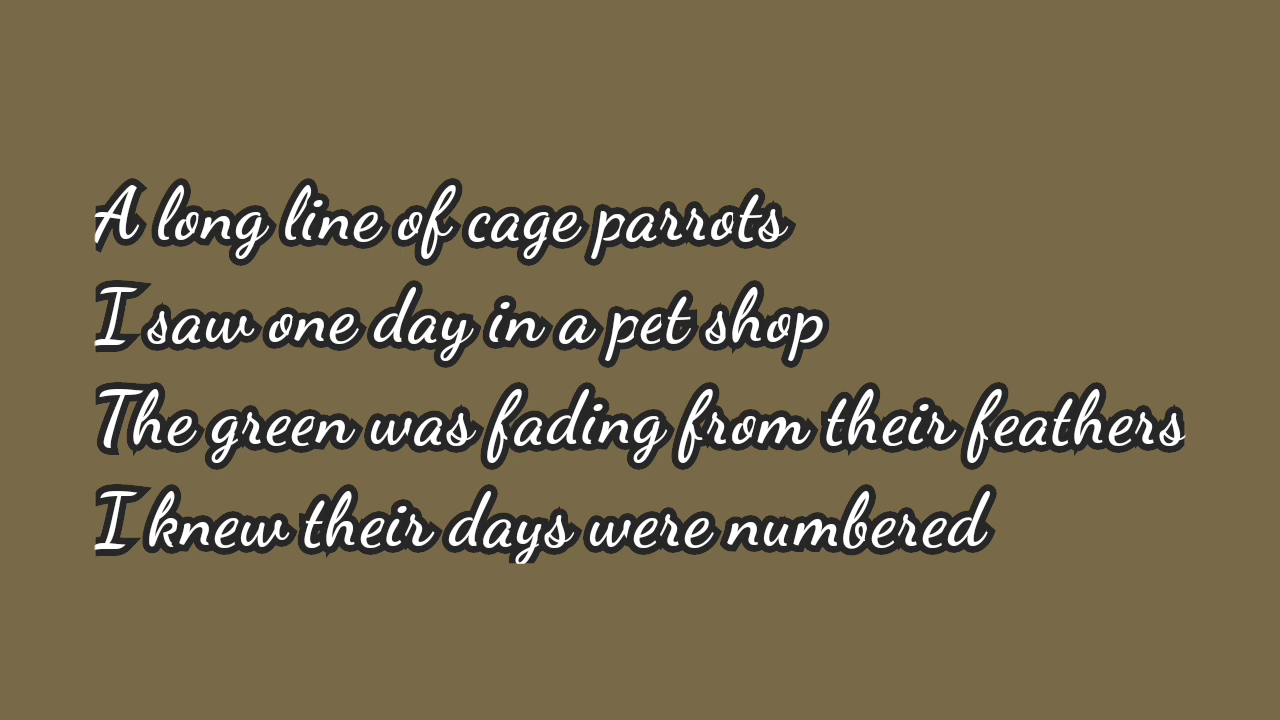 A long line of cage parrots
I saw one day in a pet shop
The green was fading from their feathers
I knew their days were numbered